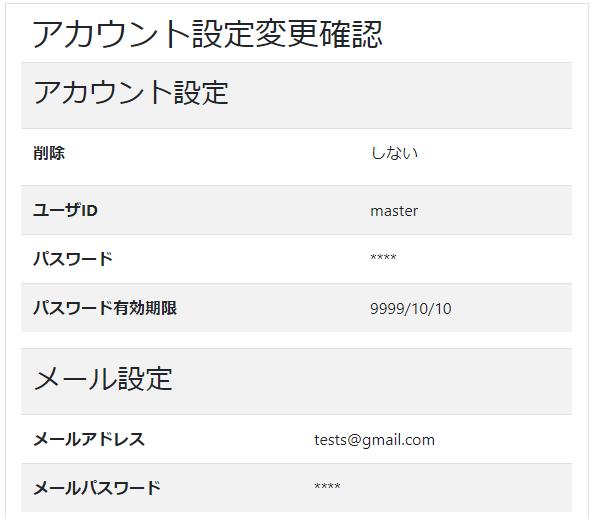 アカウント設定変更確認
アカウント設定
削除 しない
ユーザID master
パスワード ****
パスワード有効期限 9999/10/10
メール設定
メールアドレス tests@gmail.com
メールパスワード ****